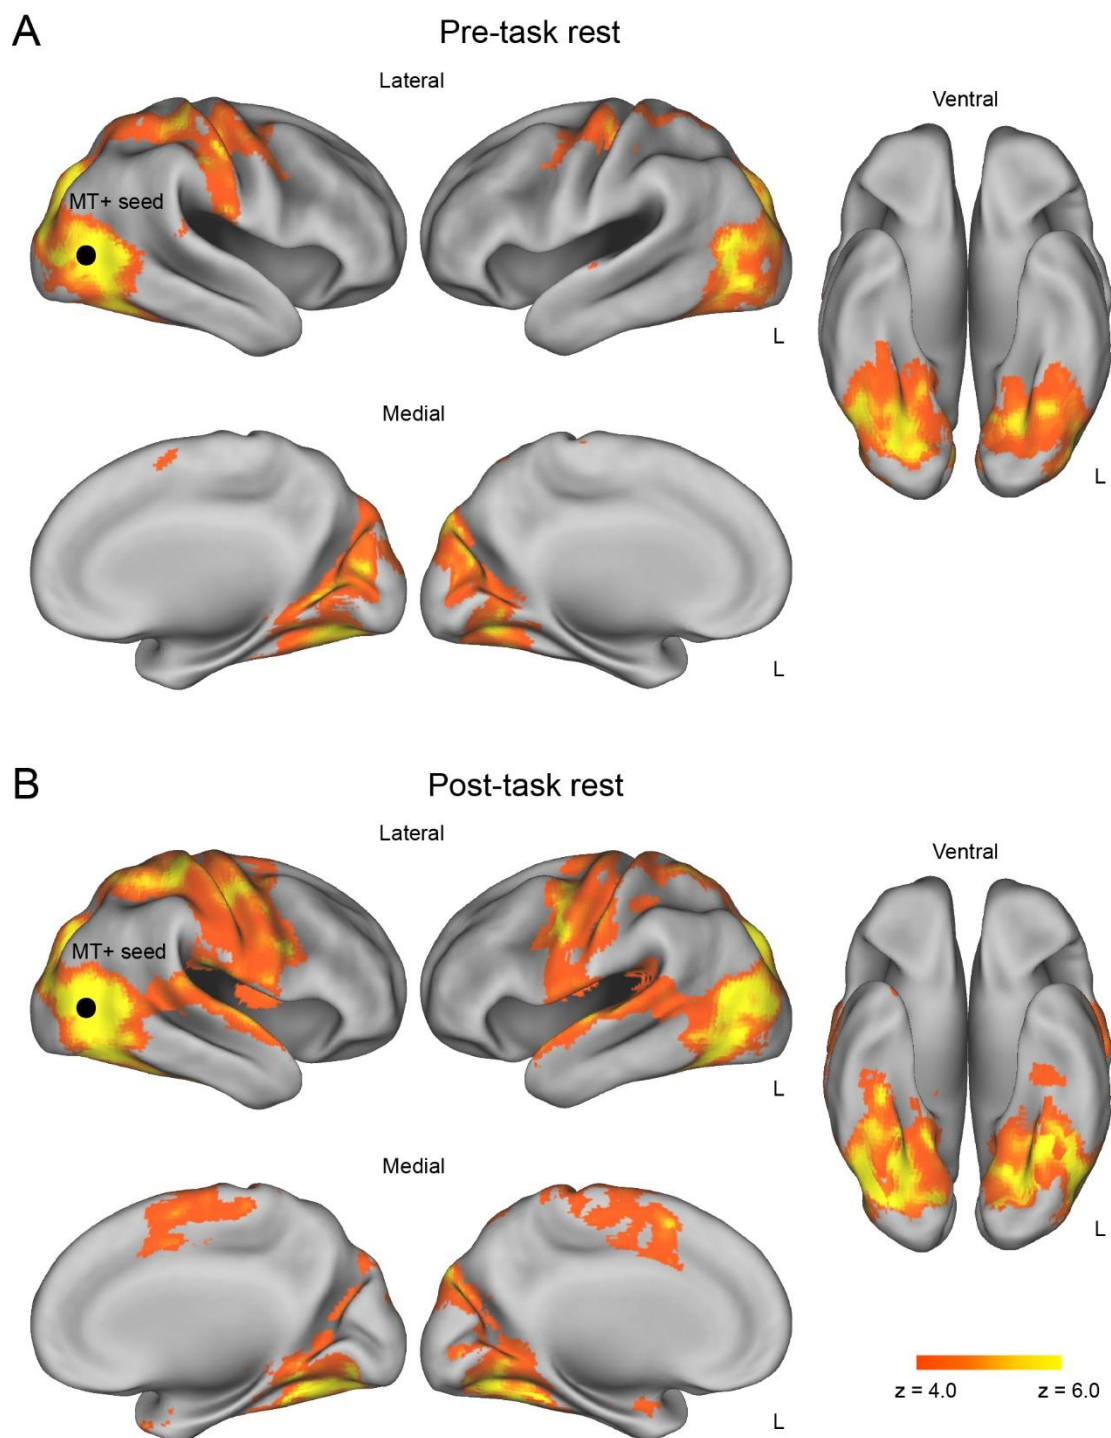 A
Pre-task rest
Lateral
Ventral
MT+ seed
L
Medial
L
L
B
Post-task rest
Lateral
Ventral
MT+ seed
L
Medial
L
z = 4.0 z = 6.0
L